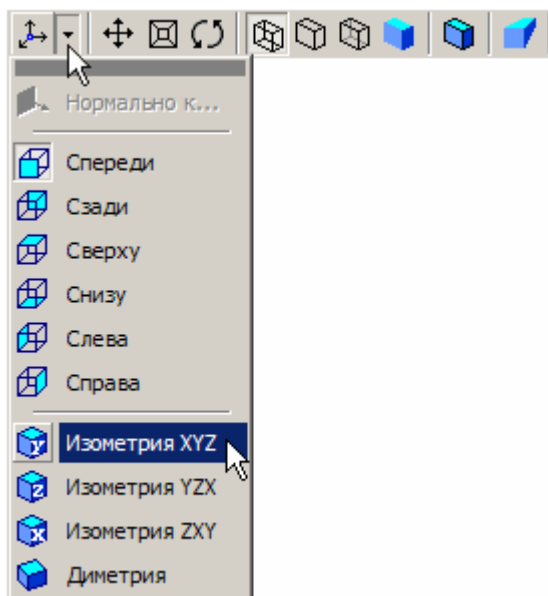 Нормально к...
Спереди
Сзади
Сверху
Снизу
Слева
Справа
Изометрия XYZ
Изометрия YZX
Изометрия ZXY
Диметрия